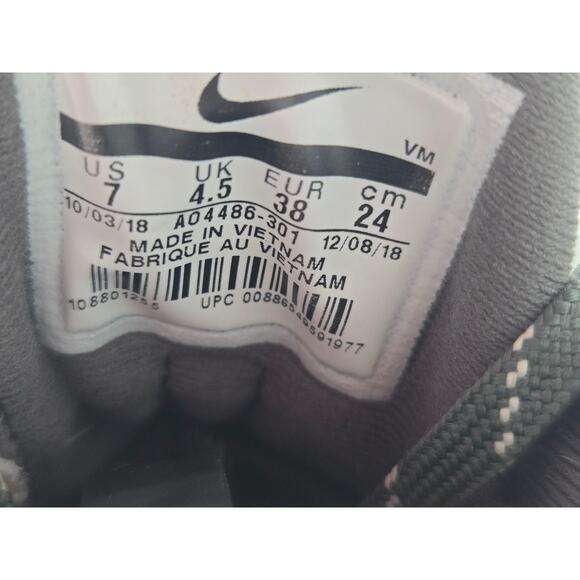 VM
US UK EUR cm
7 4.5 38 24
10/03/18 AO4486-301 12/08/18
MADE IN VIETNAM
FABRIQUE AU VIETNAM
UPC